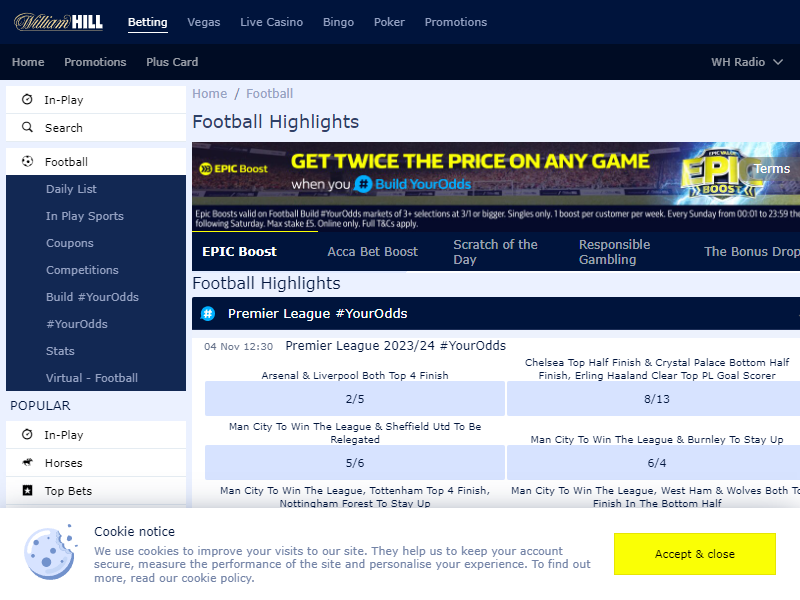 William HILL
Betting
Vegas
Live Casino
Bingo
Poker
Promotions
Home
Promotions
Plus Card
WH Radio
In-Play
Search
Football
Daily List
In Play Sports
Coupons
Competitions
Build #YourOdds
#YourOdds
Stats
Virtual - Football
POPULAR
In-Play
Horses
Top Bets
Home / Football
Football Highlights
EPIC Boost
GET TWICE THE PRICE ON ANY GAME
when you # Build YourOdds
EPIC
BOOST
Terms
Epic Boosts valid on Football Build #YourOdds markets of 3+ selections at 3/1 or bigger. Singles only. 1 boost per customer per week. Every Sunday from 00:01 to 23:59 the
following Saturday. Max stake £5. Online only. Full T&Cs apply.
EPIC Boost
Acca Bet Boost
Scratch of the
Day
Responsible
Gambling
The Bonus Drop
Football Highlights
# Premier League #YourOdds
04 Nov 12:30 Premier League 2023/24 #YourOdds
Arsenal & Liverpool Both Top 4 Finish
2/5
Chelsea Top Half Finish & Crystal Palace Bottom Half
Finish, Erling Haaland Clear Top PL Goal Scorer
8/13
Man City To Win The League & Sheffield Utd To Be
Relegated
5/6
Man City To Win The League & Burnley To Stay Up
6/4
Man City To Win The League, Tottenham Top 4 Finish,
Nottingham Forest To Stay Up
Man City To Win The League, West Ham & Wolves Both To
Finish In The Bottom Half
Cookie notice
We use cookies to improve your visits to our site. They help us to keep your account
secure, measure the performance of the site and personalise your experience. To find out
more, read our cookie policy.
Accept & close